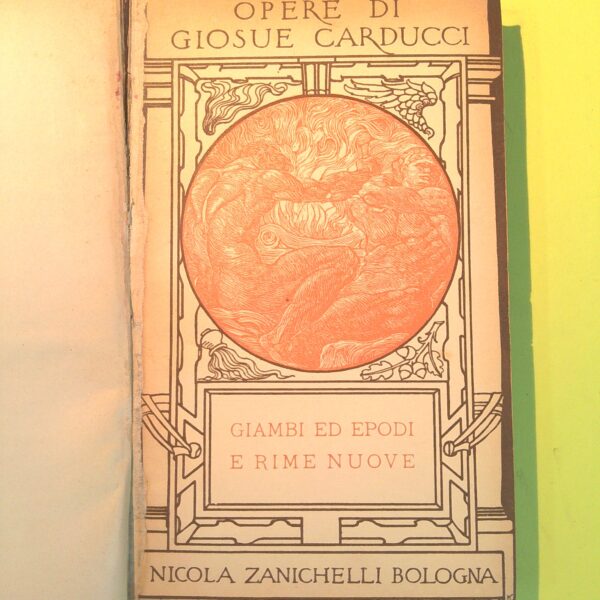 OPERE DI
GIOSUE CARDUCCI
GIAMBI ED EPODI
E RIME NUOVE
NICOLA ZANICHELLI BOLOGNA